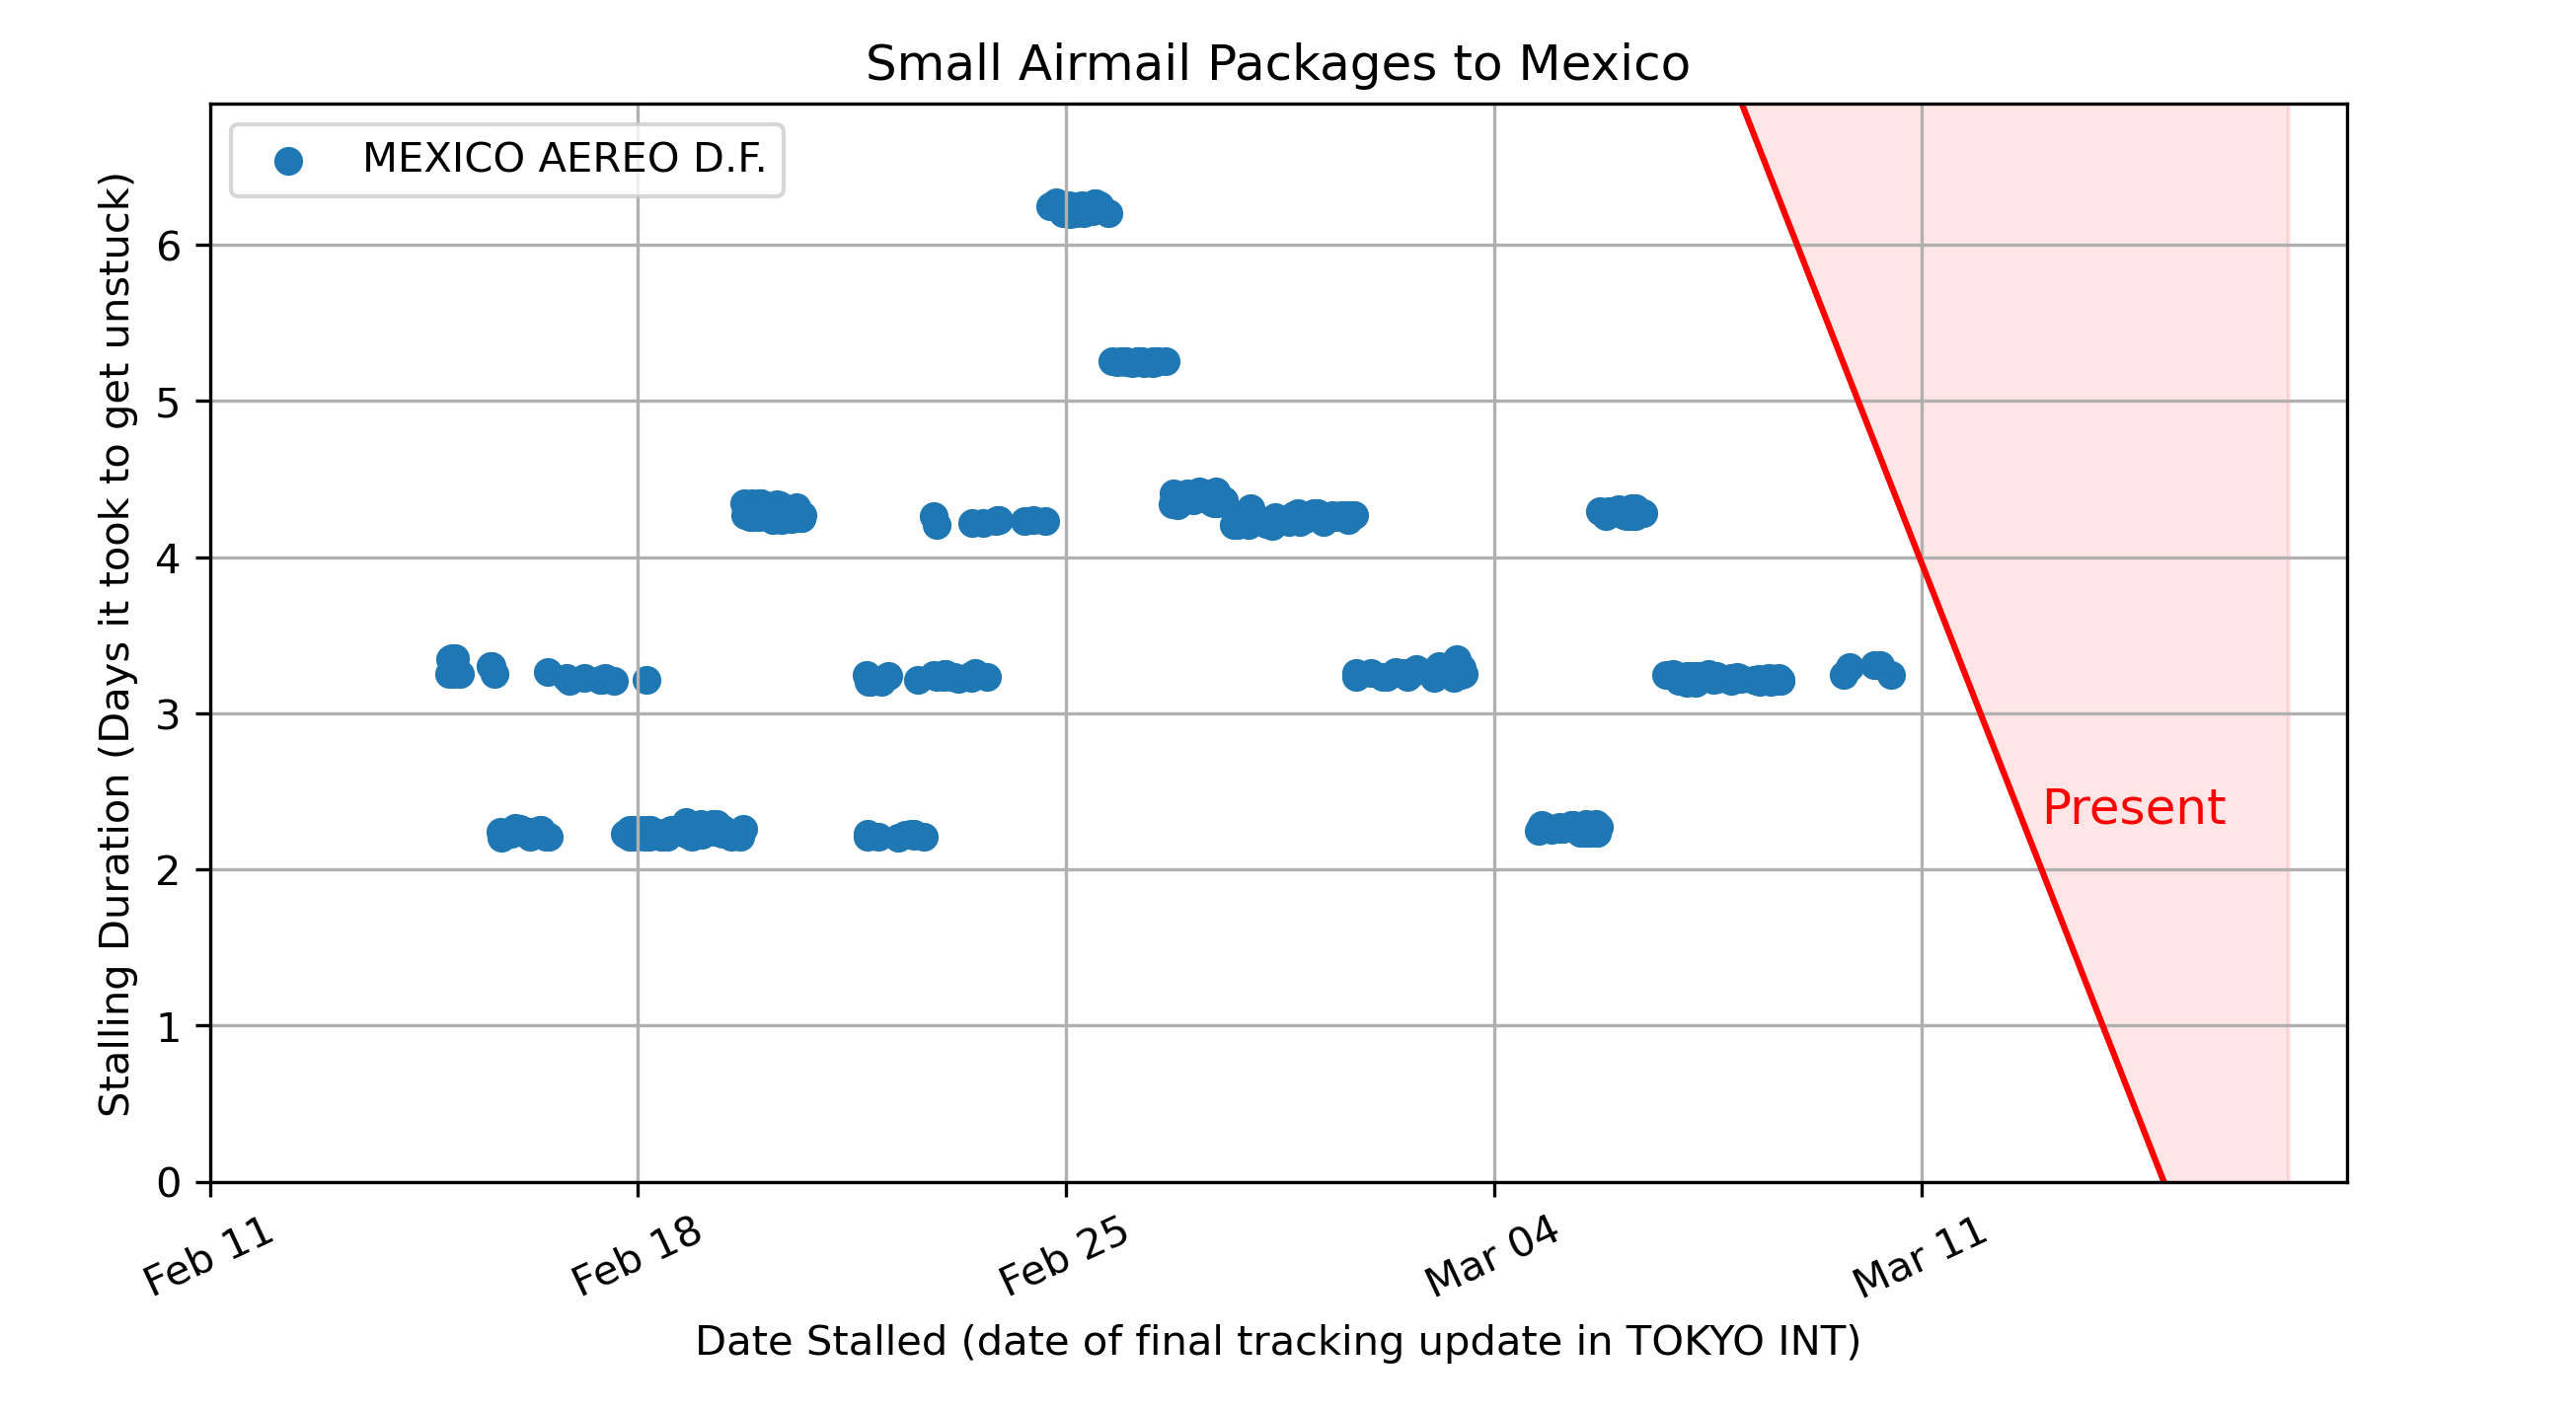 Small Airmail Packages to Mexico
MEXICO AEREO D.F.
Stalling Duration (Days it took to get unstuck)
6
5
4
3
2
1
0
Present
Feb 11
Feb 18
Feb 25
Mar 04
Mar 11
Date Stalled (date of final tracking update in TOKYO INT)